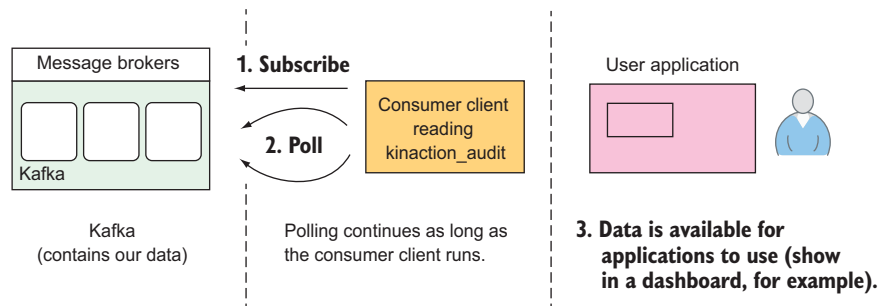 Message brokers
Kafka
Kafka
(contains our data)
1. Subscribe
2. Poll
Consumer client
reading
kinaction_audit
Polling continues as long as
the consumer client runs.
User application
3. Data is available for
applications to use (show
in a dashboard, for example).